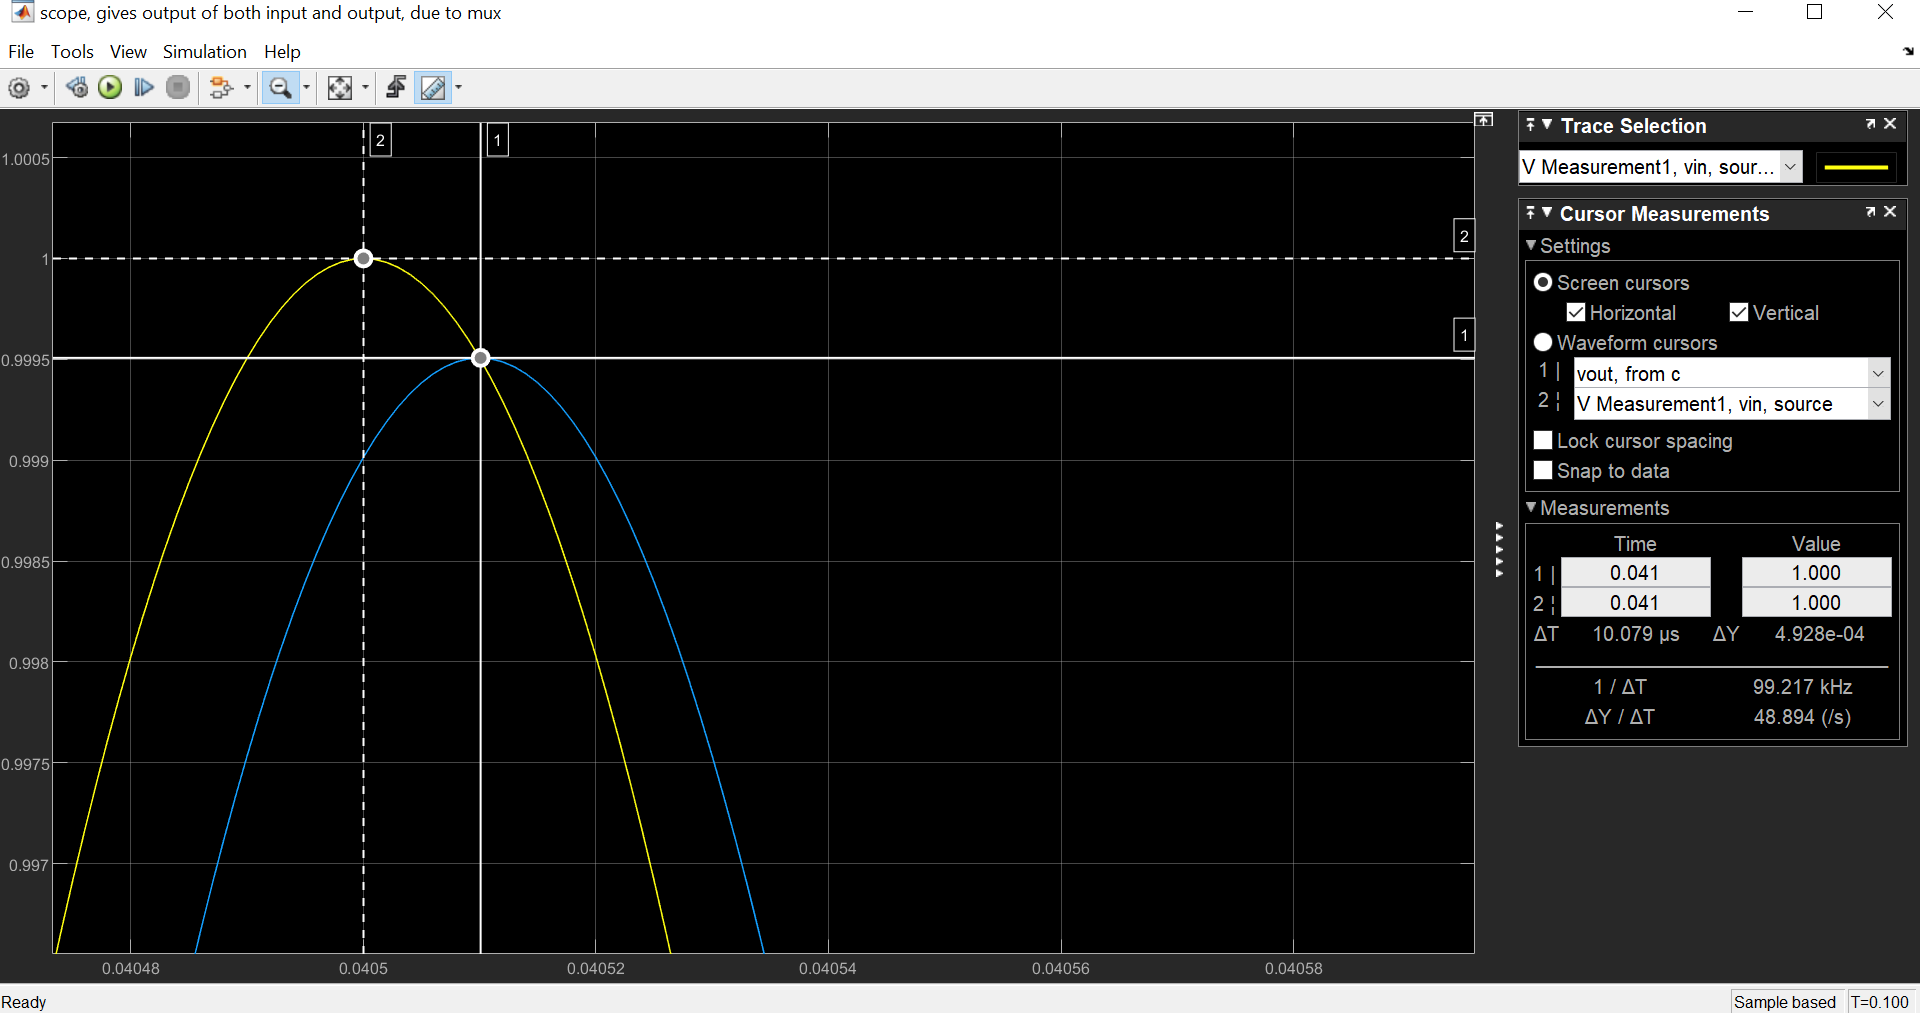 scope, gives output of both input and output, due to mux
File Tools View Simulation Help
2 1
1.0005
2
1
1
0.9995
0.999
0.9985
0.998
0.9975
0.997
0.04048 0.0405 0.04052 0.04054 0.04056 0.04058
Trace Selection
V Measurement1, vin, sour...
Cursor Measurements
Settings
Screen cursors
Horizontal Vertical
Waveform cursors
1 | vout, from c
2 ¦ V Measurement1, vin, source
Lock cursor spacing
Snap to data
Measurements
Time Value
1 | 0.041 1.000
2 ¦ 0.041 1.000
ΔT 10.079 µs ΔY 4.928e-04
1 / ΔT 99.217 kHz
ΔY / ΔT 48.894 (/s)
Ready Sample based T=0.100